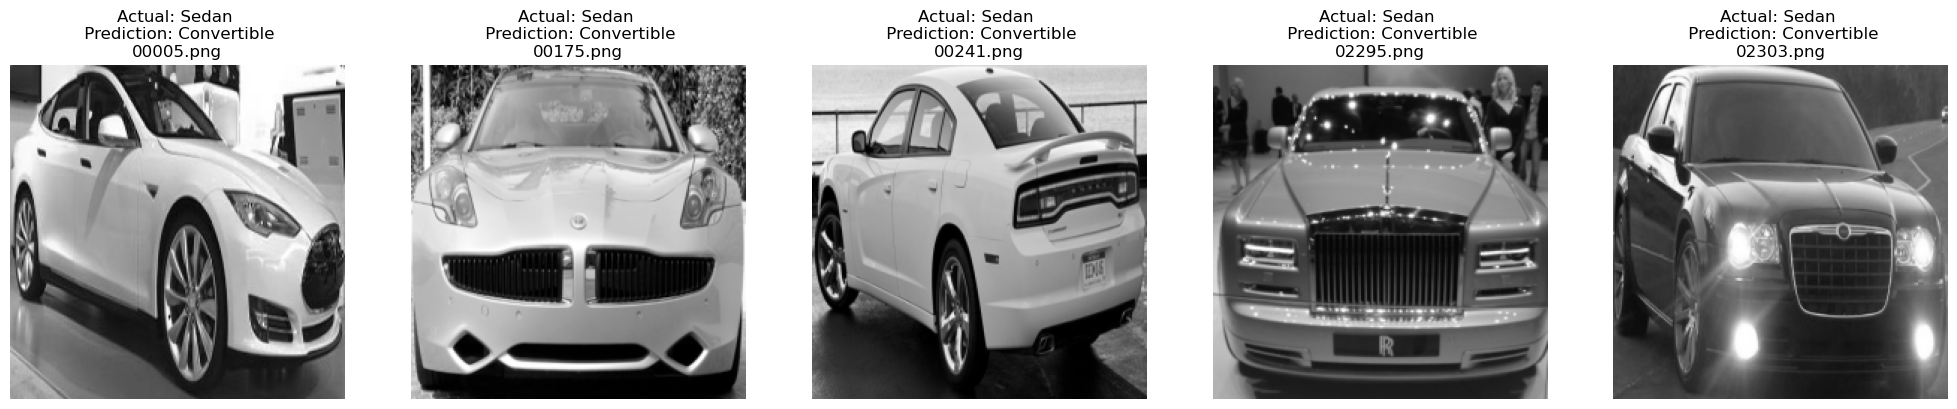 Actual: Sedan
Prediction: Convertible
00005.png
Actual: Sedan
Prediction: Convertible
00175.png
Actual: Sedan
Prediction: Convertible
00241.png
Actual: Sedan
Prediction: Convertible
02295.png
Actual: Sedan
Prediction: Convertible
02303.png
RR